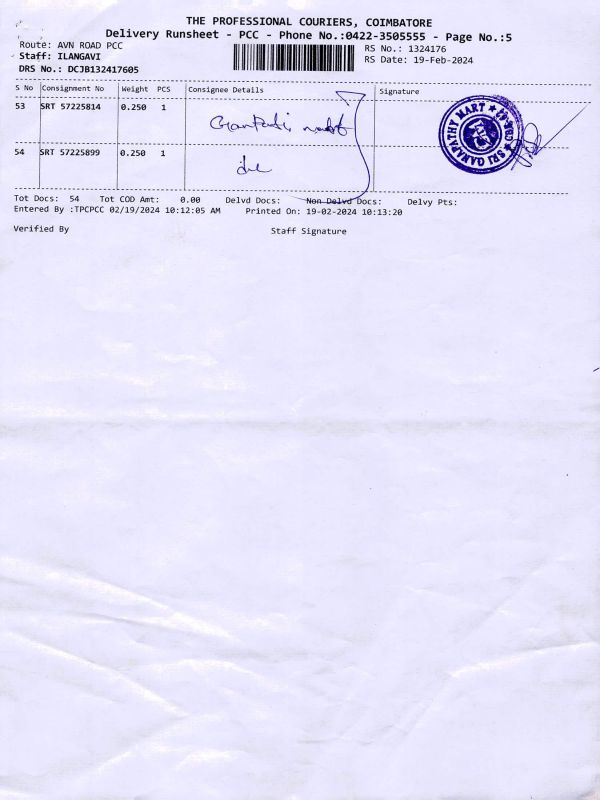 THE PROFESSIONAL COURIERS, COIMBATORE
Delivery Runsheet - PCC - Phone No.:0422-3505555 - Page No.:5
Route: AVN ROAD PCC
RS No.: 1324176
Staff: ILANGAVI
RS Date: 19-Feb-2024
DRS No.: DCJB132417605
S No Consignment No Weight PCS Consignee Details Signature
53 SRT 57225814 0.250 1
54 SRT 57225899 0.250 1
SRI GANAPATHY MART
Tot Docs: 54 Tot COD Amt: 0.00 Delvd Docs: Non Delvd Docs: Delvy Pts:
Entered By :TPCPCC 02/19/2024 10:12:05 AM Printed On: 19-02-2024 10:13:20
Verified By Staff Signature